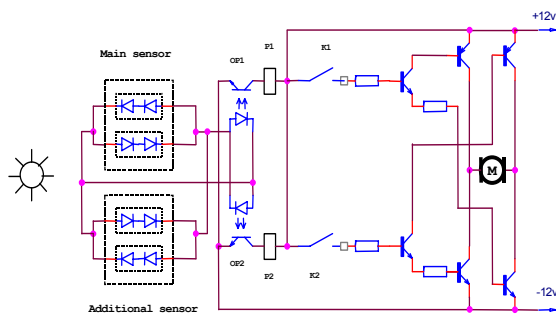 +12v
P1
K1
Main sensor
OP1
M
-12v
OP2
P2
K2
Additional sensor